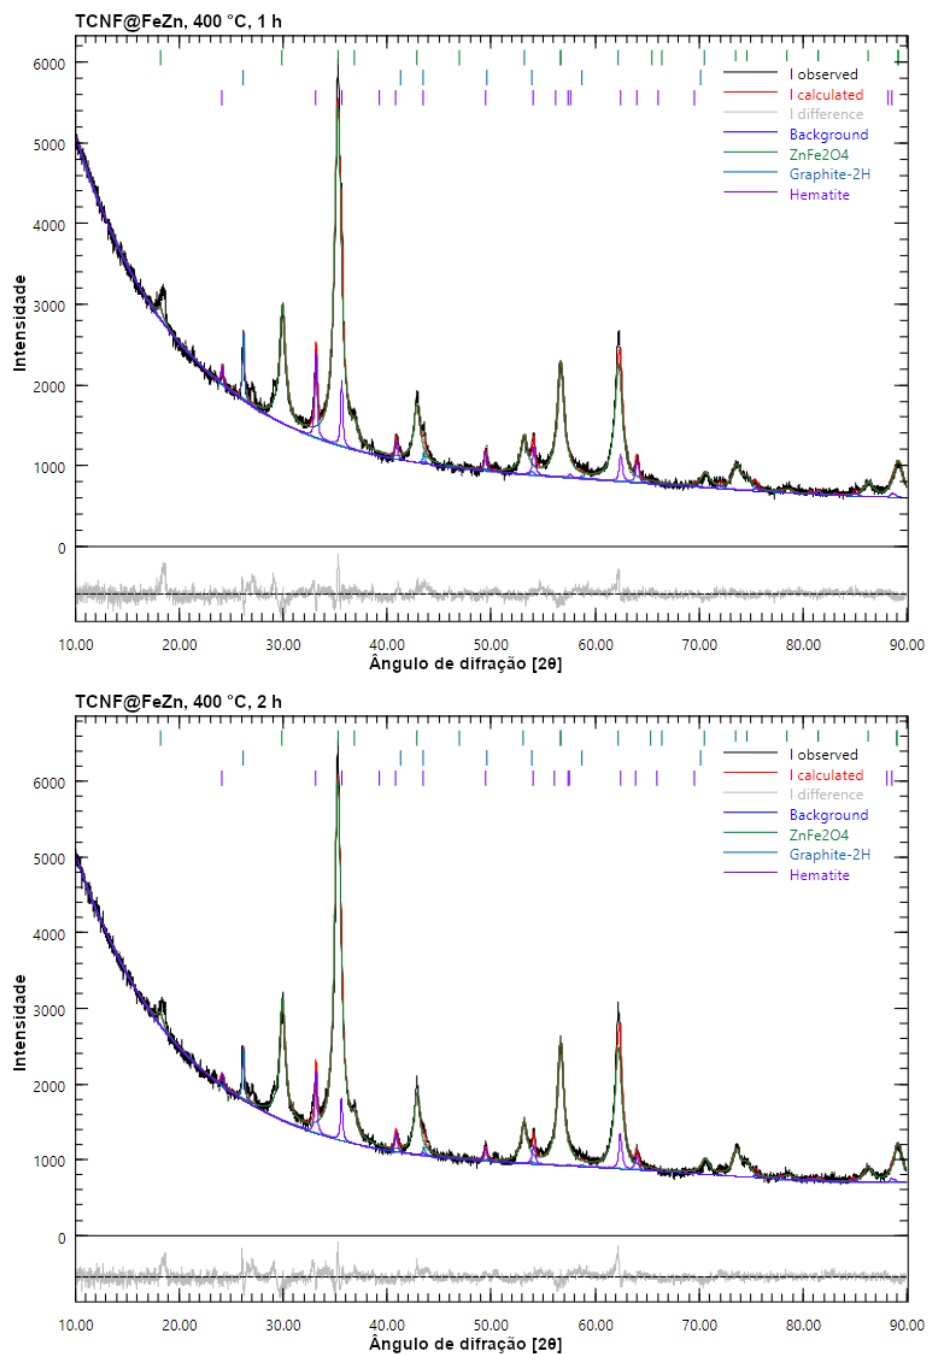 TCNF@FeZn, 400 °C, 1 h
6000
5000
4000
3000
2000
1000
0
Intensidade
I observed
I calculated
I difference
Background
ZnFe2O4
Graphite-2H
Hematite
10.00 20.00 30.00 40.00 50.00 60.00 70.00 80.00 90.00
Ângulo de difração [2θ]
TCNF@FeZn, 400 °C, 2 h
6000
5000
4000
3000
2000
1000
0
Intensidade
I observed
I calculated
I difference
Background
ZnFe2O4
Graphite-2H
Hematite
10.00 20.00 30.00 40.00 50.00 60.00 70.00 80.00 90.00
Ângulo de difração [2θ]